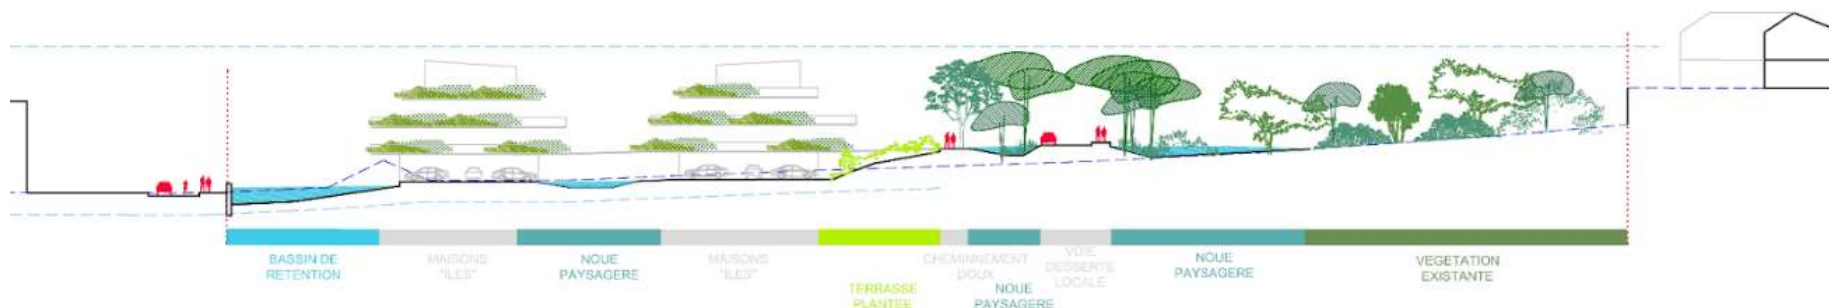 BASSIN DE
RETENTION
MAISONS
"ILES"
NOUE
PAYSAGERE
MAISONS
"ILES"
TERRASSE
PLANTEE
CHEMINNEMENT
DOUX
NOUE
PAYSAGERE
VOIE
DESSERTE
LOCALE
NOUE
PAYSAGERE
VEGETATION
EXISTANTE